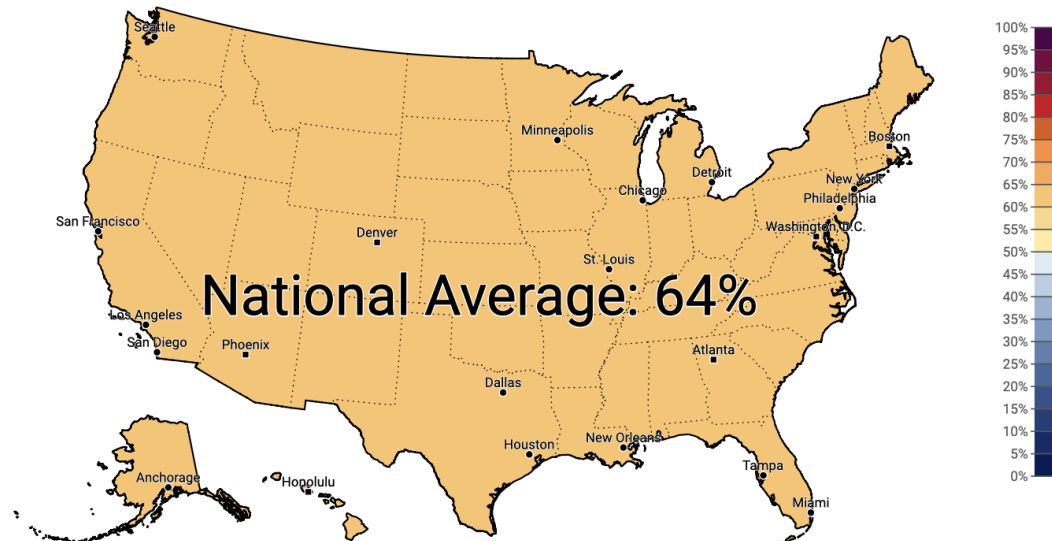 Seattle
Minneapolis
Boston
Detroit
New York
Chicago
Philadelphia
San Francisco
Washington, D.C.
Denver
St. Louis
National Average: 64%
Los Angeles
San Diego
Phoenix
Atlanta
Dallas
Houston
New Orleans
Tampa
Anchorage
Honolulu
Miami
100%
95%
90%
85%
80%
75%
70%
65%
60%
55%
50%
45%
40%
35%
30%
25%
20%
15%
10%
5%
0%